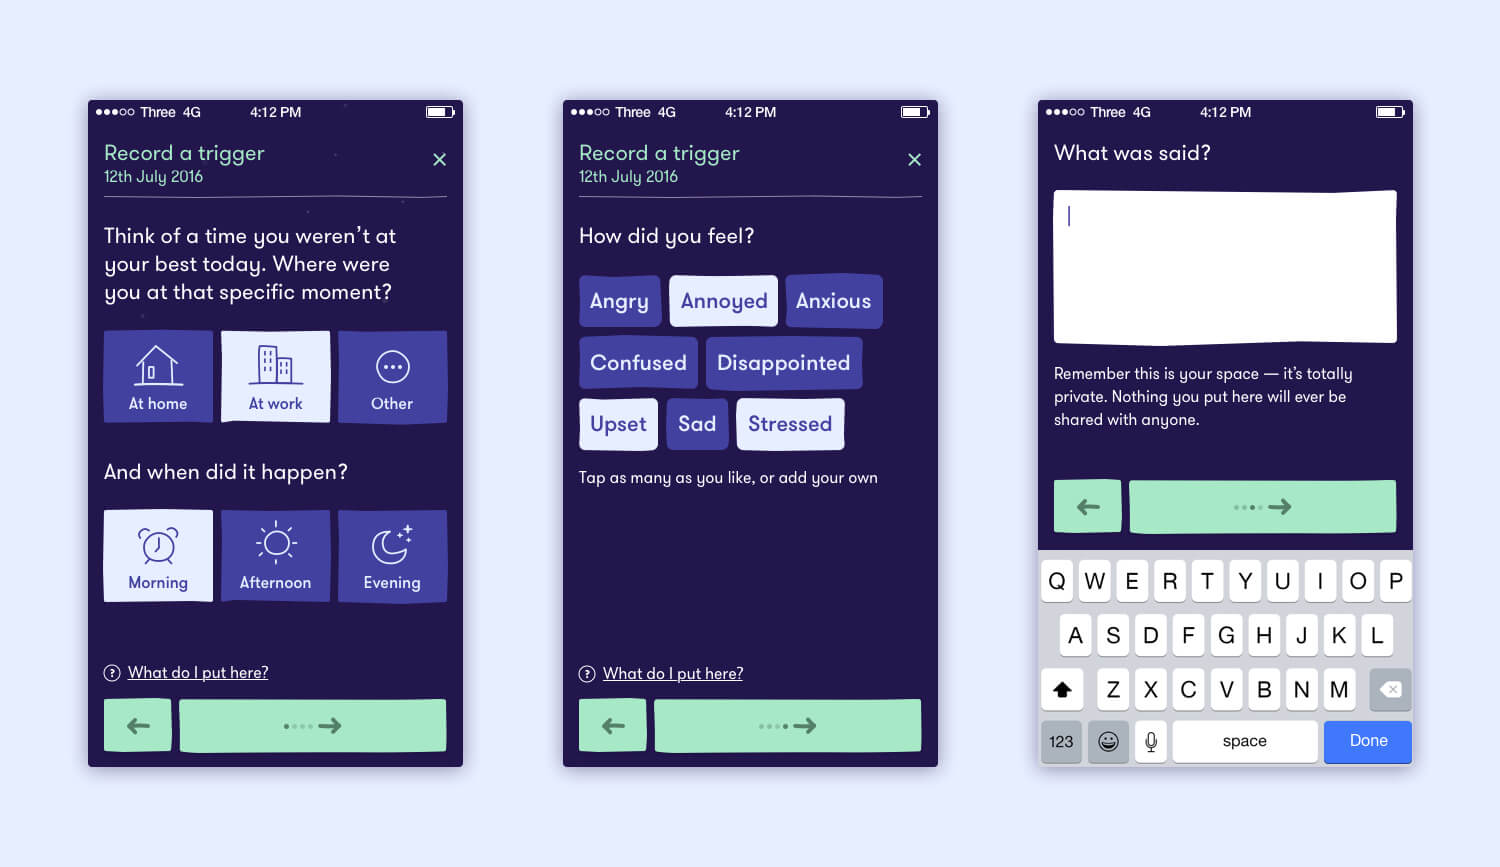 Three 4G 4:12 PM
Record a trigger
12th July 2016
Think of a time you weren't at
your best today. Where were
you at that specific moment?
At home At work Other
And when did it happen?
Morning Afternoon Evening
? What do I put here?
Three 4G 4:12 PM
Record a trigger
12th July 2016
How did you feel?
Angry Annoyed Anxious
Confused Disappointed
Upset Sad Stressed
Tap as many as you like, or add your own
? What do I put here?
Three 4G 4:12 PM
What was said?
Remember this is your space — it's totally
private. Nothing you put here will ever be
shared with anyone.
Q W E R T Y U I O P
A S D F G H J K L
Z X C V B N M
123 space Done